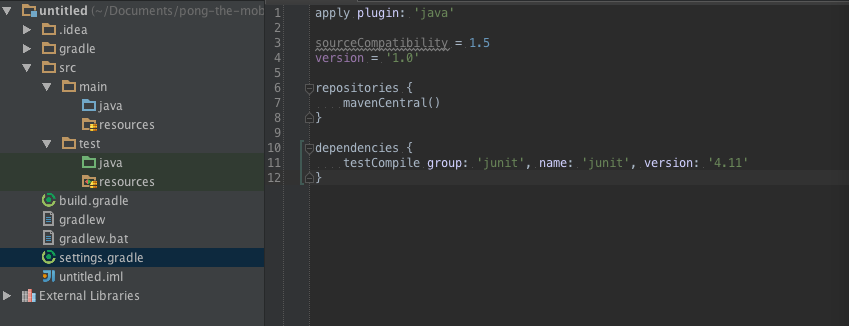 untitled (~/Documents/pong-the-mob
.idea
gradle
src
main
java
resources
test
java
resources
build.gradle
gradlew
gradlew.bat
settings.gradle
untitled.iml
External Libraries
1 apply plugin: 'java'
2
3 sourceCompatibility = 1.5
4 version = '1.0'
5
6 repositories {
7 mavenCentral()
8 }
9
10 dependencies {
11 testCompile group: 'junit', name: 'junit', version: '4.11'
12 }